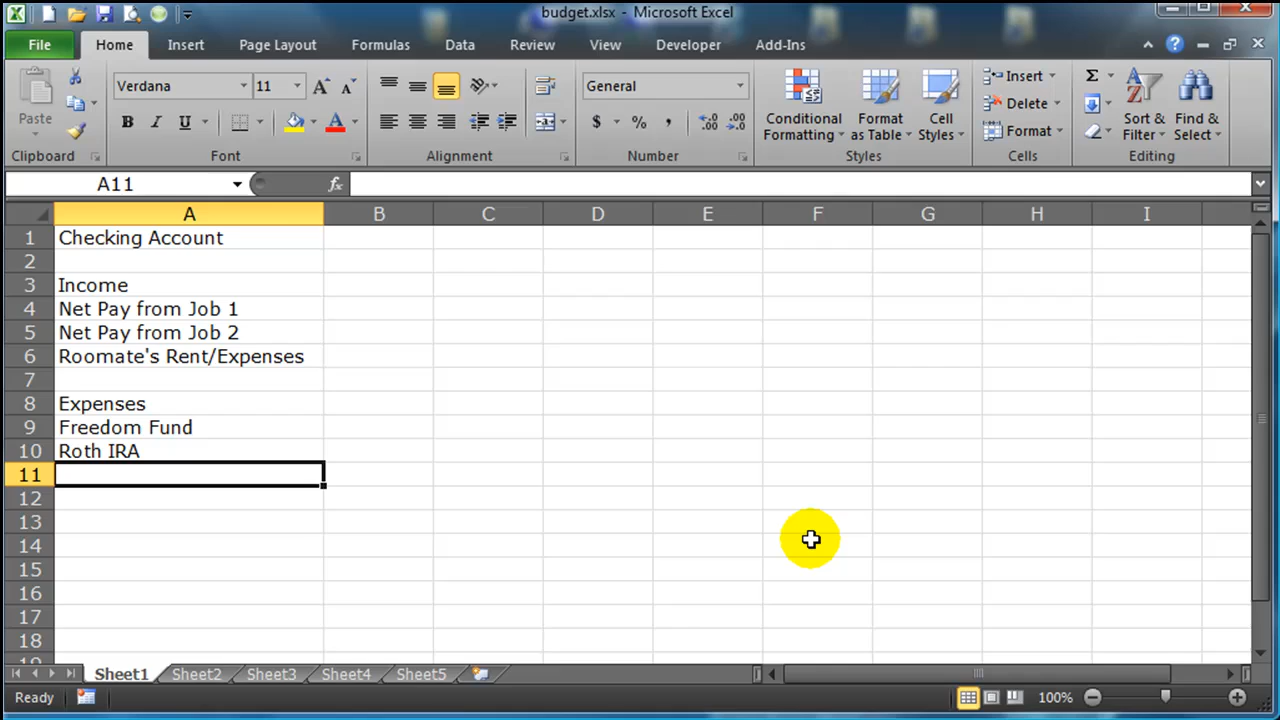 budget.xlsx - Microsoft Excel
File Home Insert Page Layout Formulas Data Review View Developer Add-Ins
Paste
Clipboard
Verdana 11
B I U A
Font
Alignment
General
$ % , .00 .0
Number
Conditional Formatting
Format as Table
Cell Styles
Styles
Insert
Delete
Format
Cells
Σ
Sort & Filter
Find & Select
Editing
A11 fx
A B C D E F G H I
1 Checking Account
2
3 Income
4 Net Pay from Job 1
5 Net Pay from Job 2
6 Roomate's Rent/Expenses
7
8 Expenses
9 Freedom Fund
10 Roth IRA
11
12
13
14
15
16
17
18
Sheet1 Sheet2 Sheet3 Sheet4 Sheet5
Ready 100%